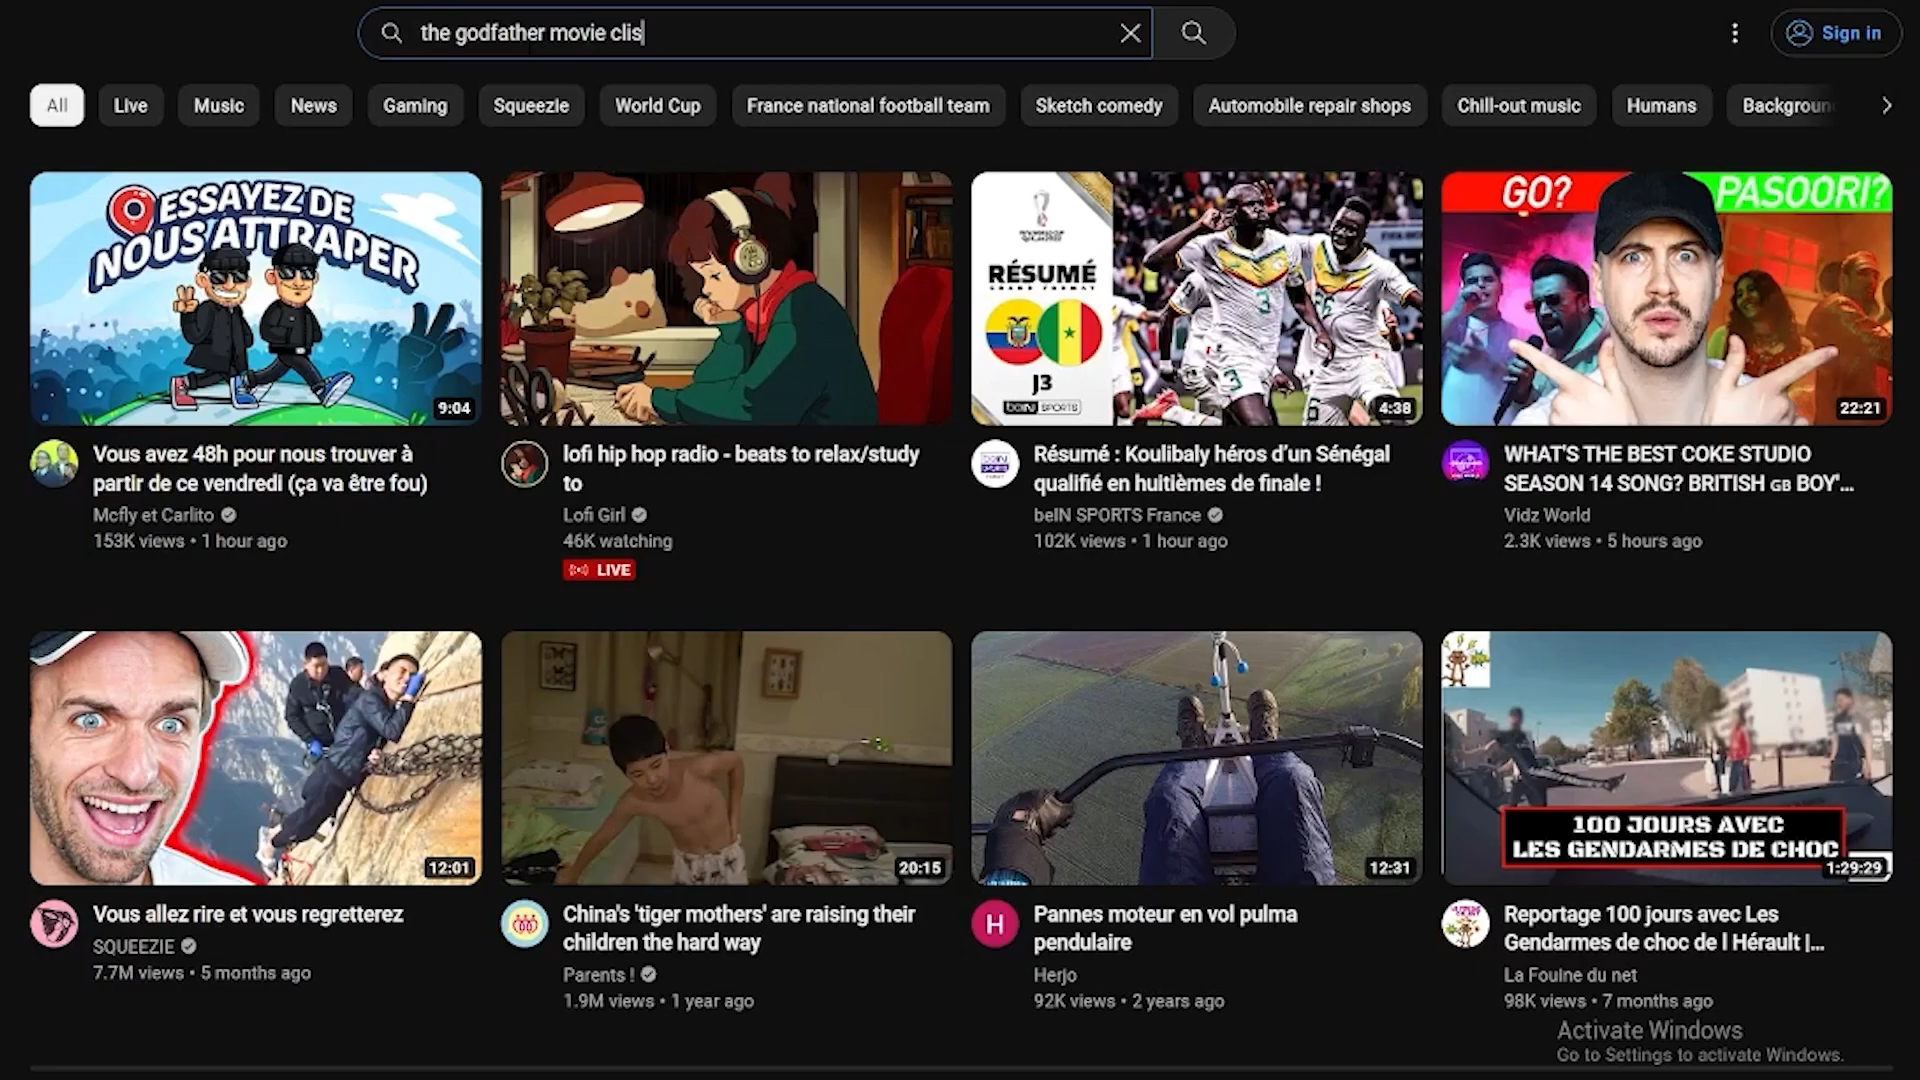 the godfather movie clis
Sign in
All
Live
Music
News
Gaming
Squeezie
World Cup
France national football team
Sketch comedy
Automobile repair shops
Chill-out music
Humans
Backgroun
ESSAYEZ DE
NOUS ATTRAPER
9:04
RÉSUMÉ
J3
beIN SPORTS
3
3
4:38
GO?
PASOORI?
22:21
Vous avez 48h pour nous trouver à
partir de ce vendredi (ça va être fou)
Mcfly et Carlito
153K views • 1 hour ago
lofi hip hop radio - beats to relax/study
to
Lofi Girl
46K watching
LIVE
Résumé : Koulibaly héros d’un Sénégal
qualifié en huitièmes de finale !
beIN SPORTS France
102K views • 1 hour ago
WHAT'S THE BEST COKE STUDIO
SEASON 14 SONG? BRITISH GB BOY'...
Vidz World
2.3K views • 5 hours ago
12:01
20:15
12:31
100 JOURS AVEC
LES GENDARMES DE CHOC
1:29:29
Vous allez rire et vous regretterez
SQUEEZIE
7.7M views • 5 months ago
China's 'tiger mothers' are raising their
children the hard way
Parents !
1.9M views • 1 year ago
H
Pannes moteur en vol pulma
pendulaire
Herjo
92K views • 2 years ago
Reportage 100 jours avec Les
Gendarmes de choc de l Hérault |...
La Fouine du net
98K views • 7 months ago
Activate Windows
Go to Settings to activate Windows.